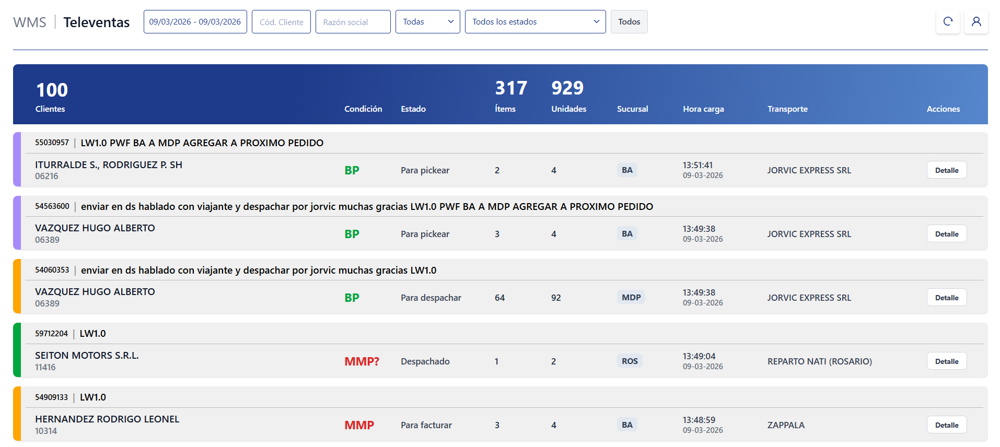 WMS | Televentas 09/03/2026 - 09/03/2026 Cód. Cliente Razón social Todas Todos los estados Todos
100 317 929
Clientes Condición Estado Ítems Unidades Sucursal Hora carga Transporte Acciones
55030957 | LW1.0 PWF BA A MDP AGREGAR A PROXIMO PEDIDO
ITURRALDE S., RODRIGUEZ P. SH
06216
BP Para pickear 2 4 BA
13:51:41
09-03-2026
JORVIC EXPRESS SRL Detalle
54563600 | enviar en ds hablado con viajante y despachar por jorvic muchas gracias LW1.0 PWF BA A MDP AGREGAR A PROXIMO PEDIDO
VAZQUEZ HUGO ALBERTO
06389
BP Para pickear 3 4 BA
13:49:38
09-03-2026
JORVIC EXPRESS SRL Detalle
54060353 | enviar en ds hablado con viajante y despachar por jorvic muchas gracias LW1.0
VAZQUEZ HUGO ALBERTO
06389
BP Para despachar 64 92 MDP
13:49:38
09-03-2026
JORVIC EXPRESS SRL Detalle
59712204 | LW1.0
SEITON MOTORS S.R.L.
11416
MMP? Despachado 1 2 ROS
13:49:04
09-03-2026
REPARTO NATI (ROSARIO) Detalle
54909133 | LW1.0
HERNANDEZ RODRIGO LEONEL
10314
MMP Para facturar 3 4 BA
13:48:59
09-03-2026
ZAPPALA Detalle